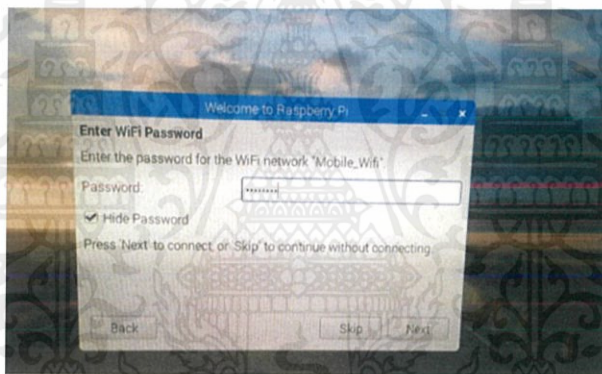 Welcome to Raspberry Pi
Enter WiFi Password
Enter the password for the WiFi network "Mobile_Wifi".
Password:
••••••••
✔ Hide Password
Press 'Next' to connect, or 'Skip' to continue without connecting.
Back Skip Next